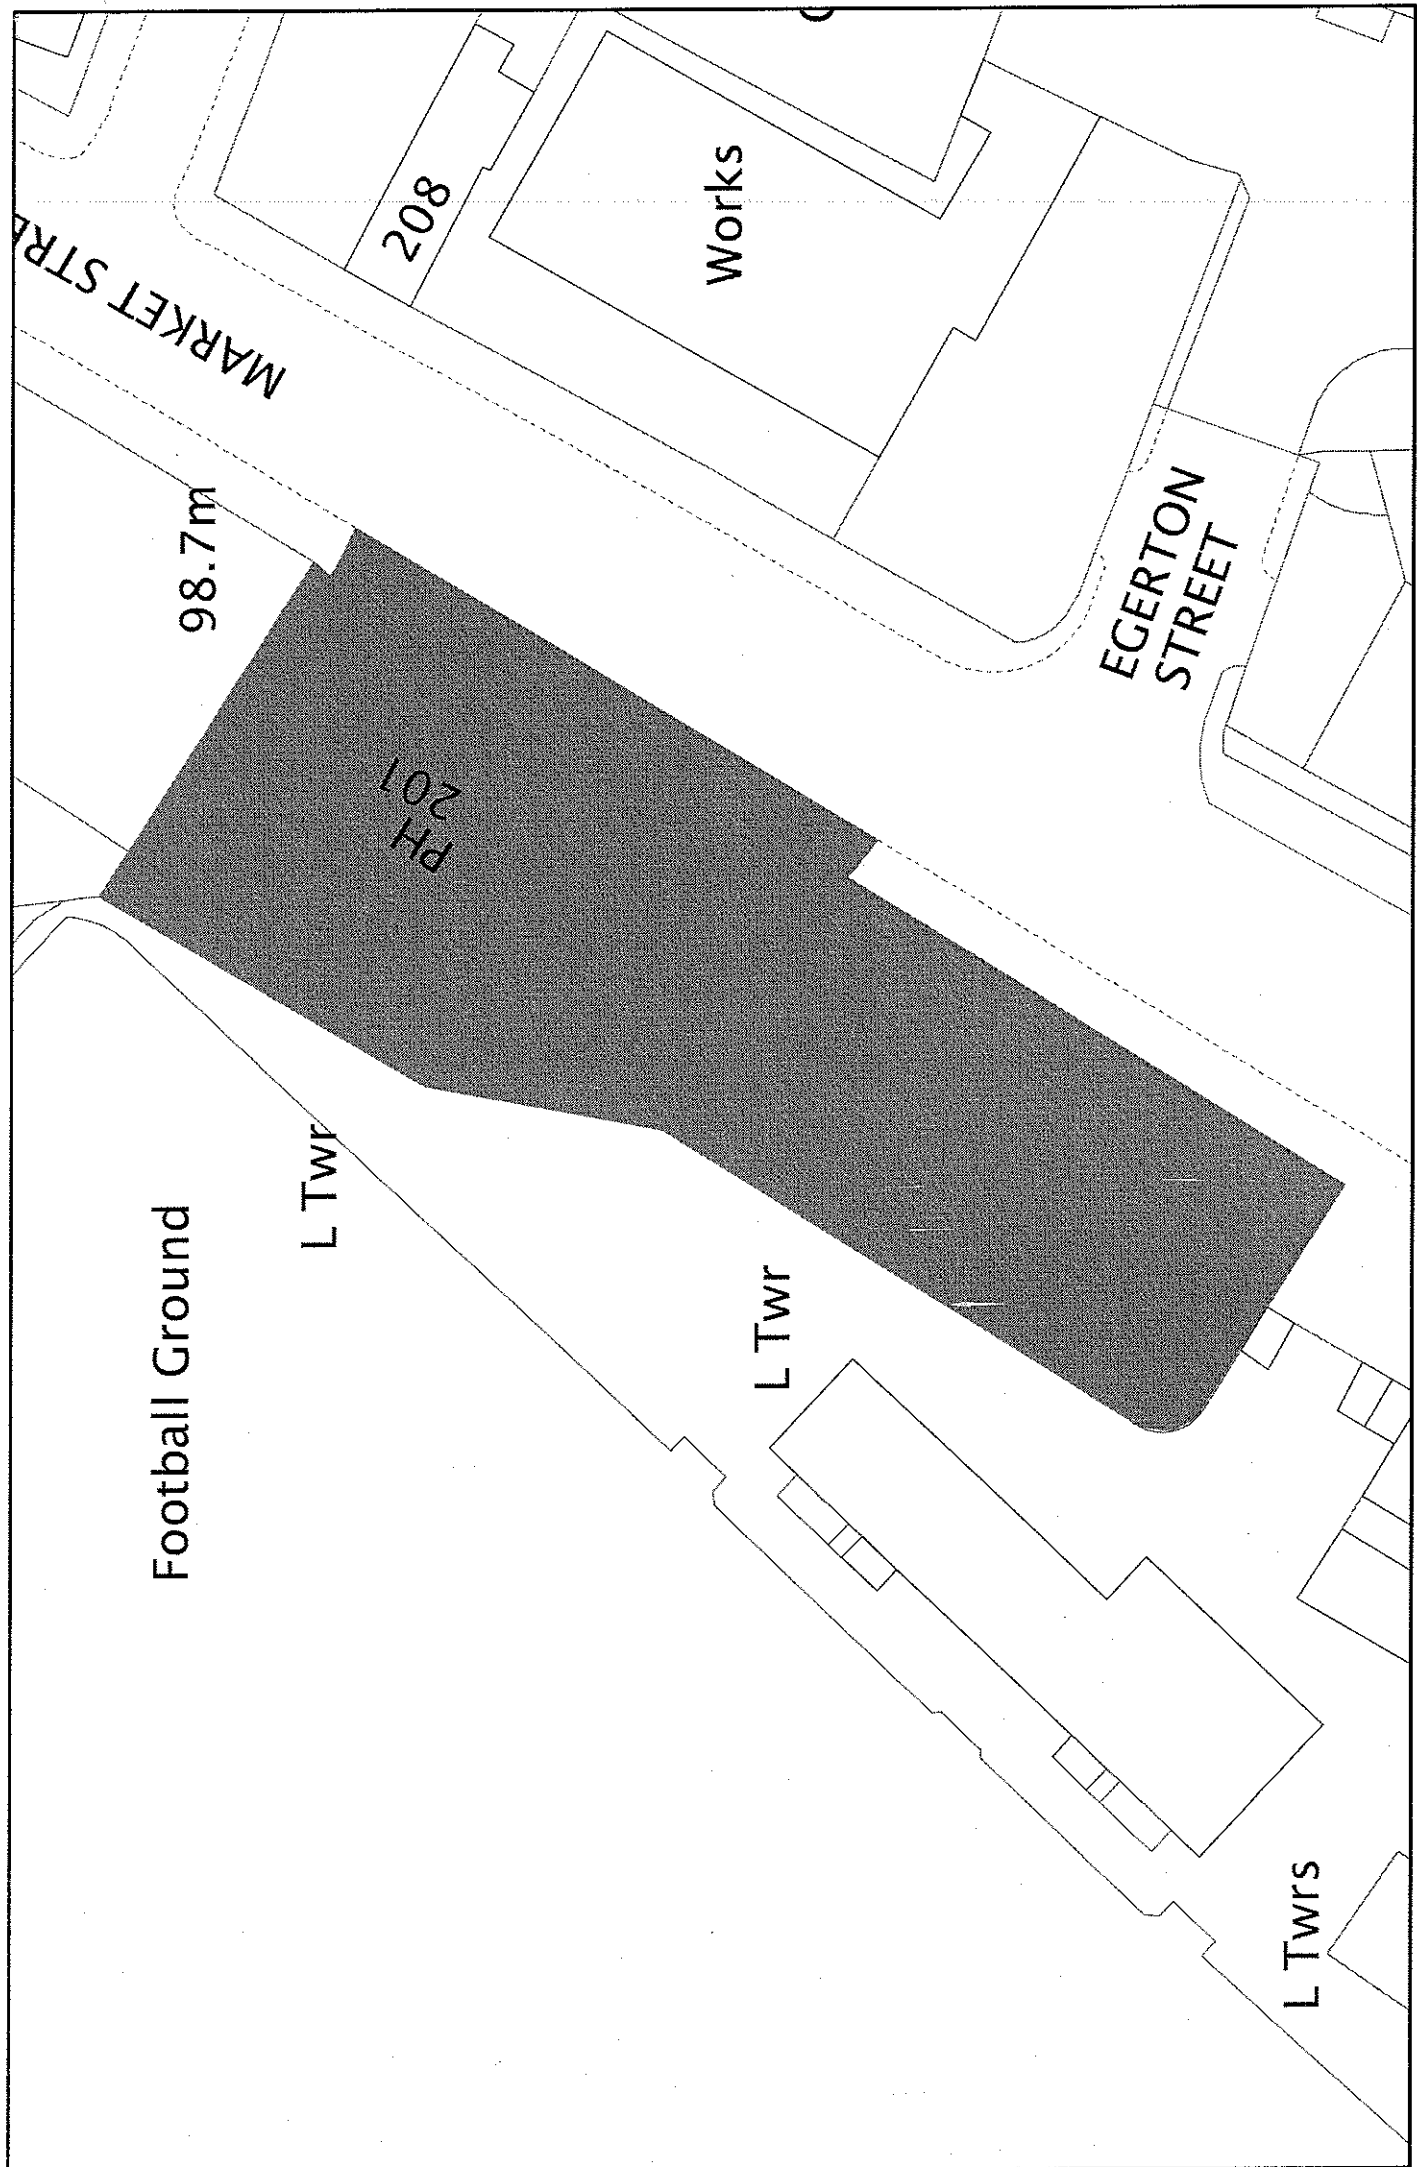 MARKET STRE
208
Works
98.7m
EGERTON
STREET
PH
201
Football Ground
L Twr
L Twr
L Twrs